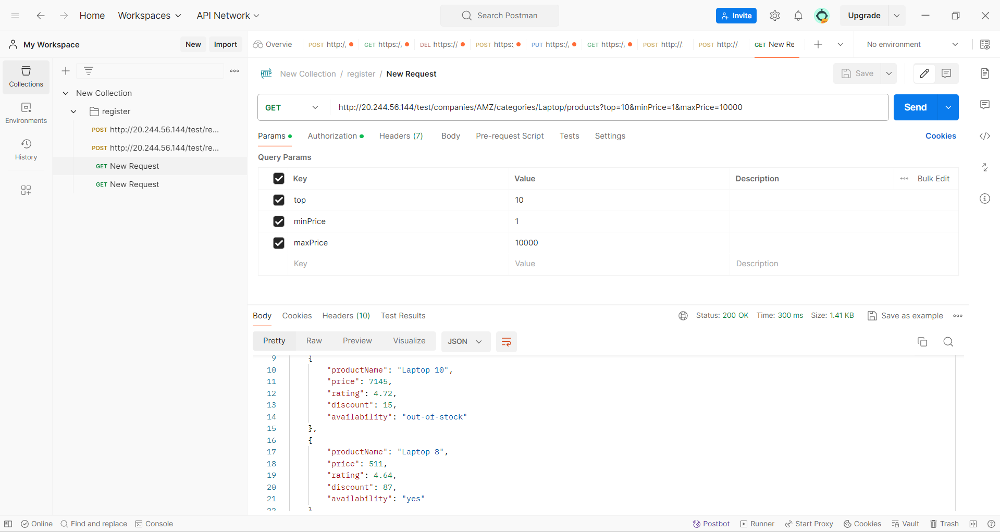 Home Workspaces API Network Search Postman Invite Upgrade
My Workspace New Import
Overvie POST http:/, GET https:/, DEL https:// POST https: PUT https:/, GET https:/, POST http:// POST http:// GET New Re No environment
Collections
Environments
History
New Collection
register
POST http://20.244.56.144/test/re...
POST http://20.244.56.144/test/re...
GET New Request
GET New Request
HTTP New Collection / register / New Request Save
GET http://20.244.56.144/test/companies/AMZ/categories/Laptop/products?top=10&minPrice=1&maxPrice=10000 Send
Params Authorization Headers (7) Body Pre-request Script Tests Settings Cookies
Query Params
Key Value Description Bulk Edit
top 10
minPrice 1
maxPrice 10000
Key Value Description
Body Cookies Headers (10) Test Results Status: 200 OK Time: 300 ms Size: 1.41 KB Save as example
Pretty Raw Preview Visualize JSON
9 {
10 "productName": "Laptop 10",
11 "price": 7145,
12 "rating": 4.72,
13 "discount": 15,
14 "availability": "out-of-stock"
15 },
16 {
17 "productName": "Laptop 8",
18 "price": 511,
19 "rating": 4.64,
20 "discount": 87,
21 "availability": "yes"
22 }
Online Find and replace Console Postbot Runner Start Proxy Cookies Vault Trash